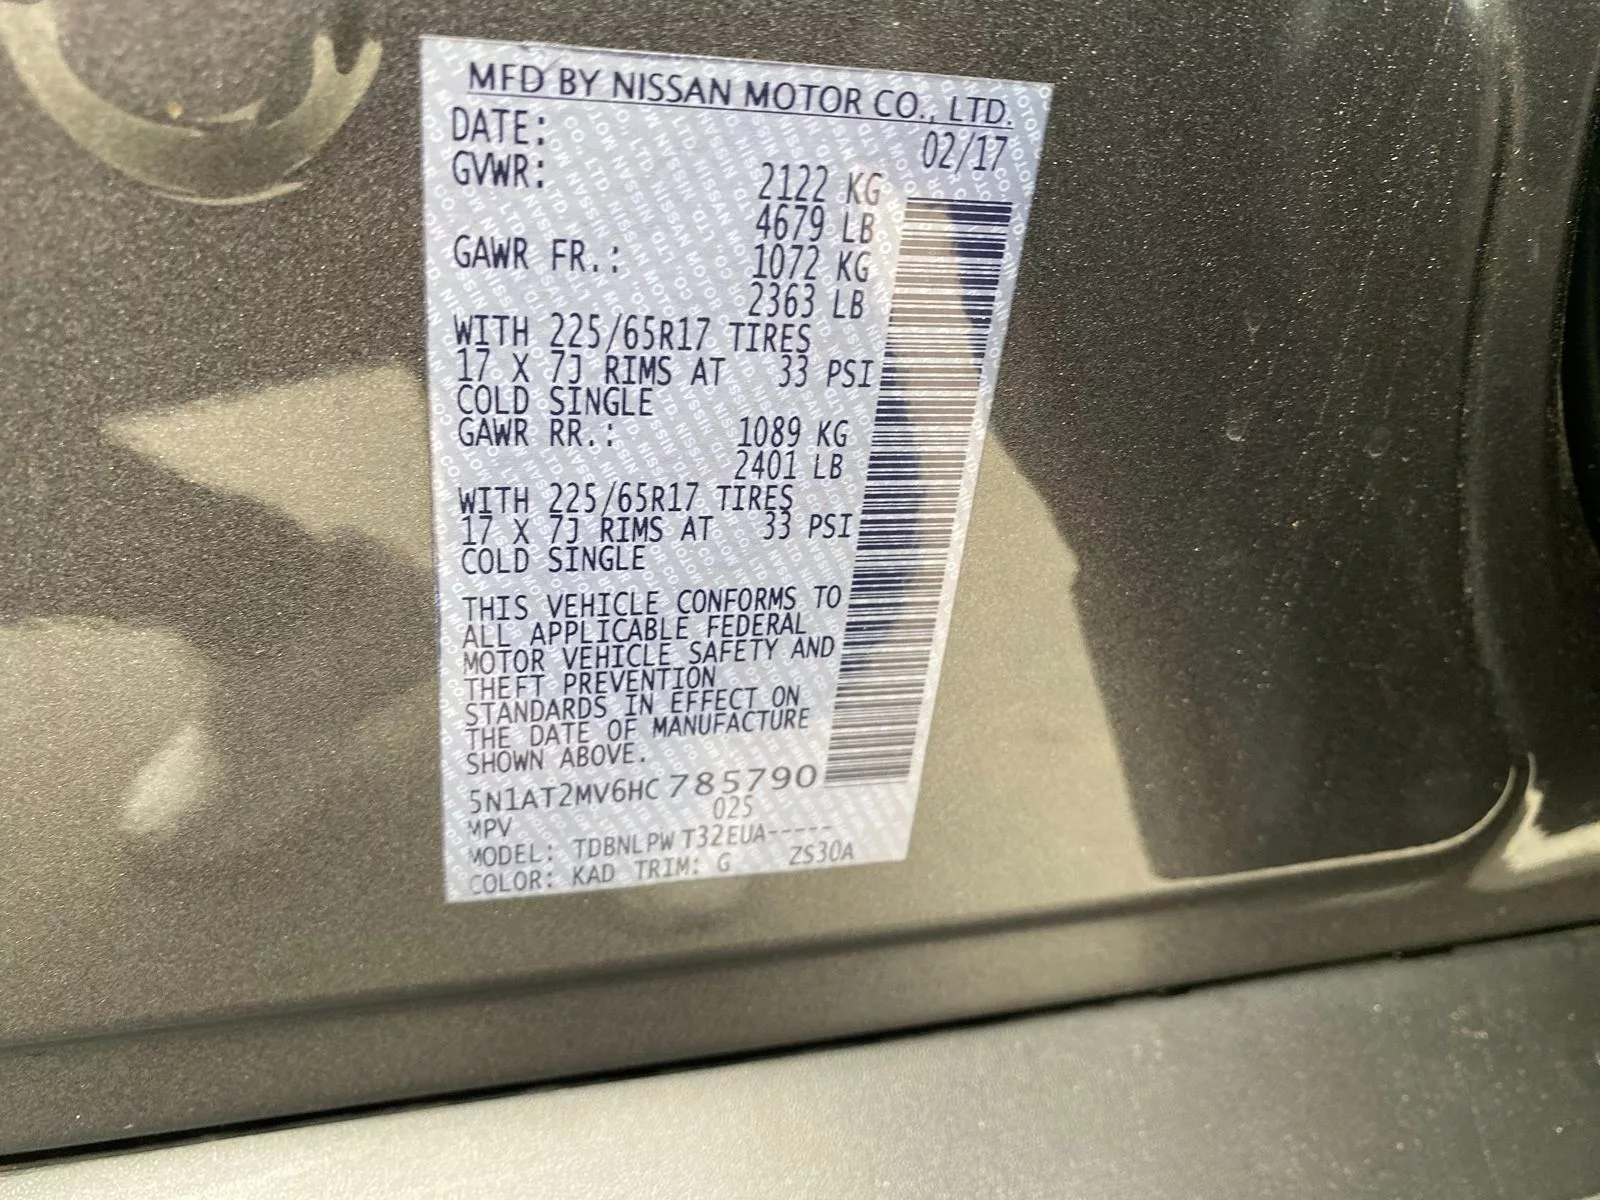 MFD BY NISSAN MOTOR CO., LTD.
DATE: 02/17
GVWR: 2122 KG
4679 LB
GAWR FR.: 1072 KG
2363 LB
WITH 225/65R17 TIRES
17 X 7J RIMS AT 33 PSI
COLD SINGLE
GAWR RR.: 1089 KG
2401 LB
WITH 225/65R17 TIRES
17 X 7J RIMS AT 33 PSI
COLD SINGLE
THIS VEHICLE CONFORMS TO
ALL APPLICABLE FEDERAL
MOTOR VEHICLE SAFETY AND
THEFT PREVENTION
STANDARDS IN EFFECT ON
THE DATE OF MANUFACTURE
SHOWN ABOVE.
5N1AT2MV6HC785790
MPV 025
MODEL: TDBNLPW T32EUA-----
COLOR: KAD TRIM: G ZS30A